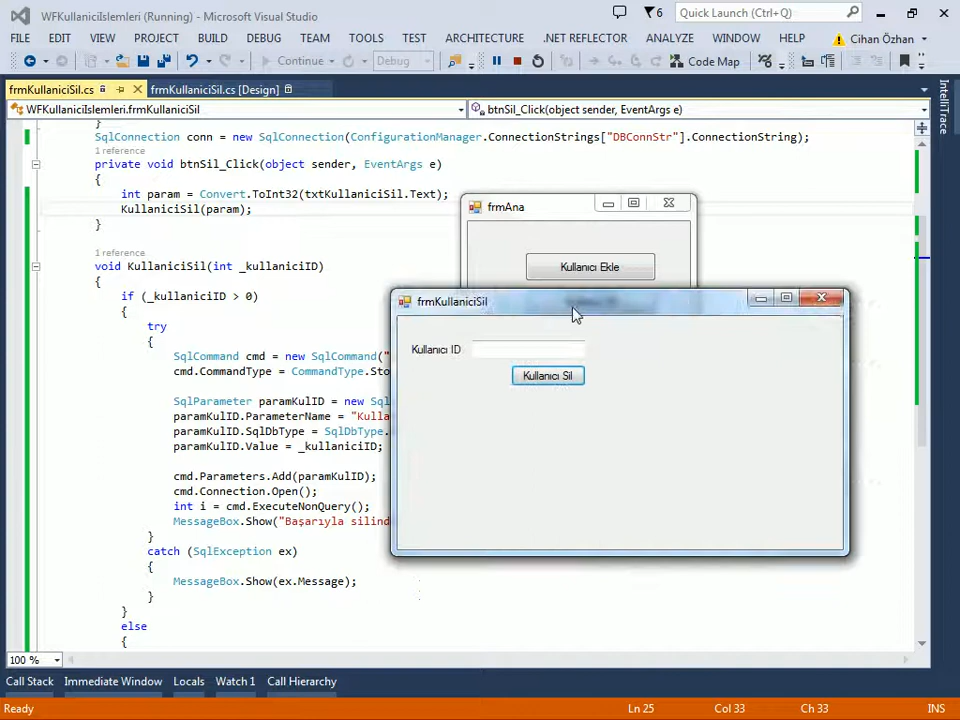 WFKullaniciIslemleri (Running) - Microsoft Visual Studio
6
Quick Launch (Ctrl+Q)
FILE EDIT VIEW PROJECT BUILD DEBUG TEAM TOOLS TEST ARCHITECTURE .NET REFLECTOR ANALYZE WINDOW HELP Cihan Özhan
Continue Debug Code Map
frmKullaniciSil.cs frmKullaniciSil.cs [Design]
WFKullaniciIslemleri.frmKullaniciSil btnSil_Click(object sender, EventArgs e)
IntelliTrace
}
SqlConnection conn = new SqlConnection(ConfigurationManager.ConnectionStrings["DBConnStr"].ConnectionString);
1 reference
private void btnSil_Click(object sender, EventArgs e)
{
int param = Convert.ToInt32(txtKullaniciSil.Text);
KullaniciSil(param);
}
1 reference
void KullaniciSil(int _kullaniciID)
{
if (_kullaniciID > 0)
{
try
{
SqlCommand cmd = new SqlCommand("
cmd.CommandType = CommandType.Sto
SqlParameter paramKulID = new Sql
paramKulID.ParameterName = "Kulla
paramKulID.SqlDbType = SqlDbType.
paramKulID.Value = _kullaniciID;
cmd.Parameters.Add(paramKulID);
cmd.Connection.Open();
int i = cmd.ExecuteNonQuery();
MessageBox.Show("Başarıyla silind
}
catch (SqlException ex)
{
MessageBox.Show(ex.Message);
}
}
else
{
frmAna
Kullanıcı Ekle
frmKullaniciSil
Kullanıcı ID
Kullanıcı Sil
100 %
Call Stack Immediate Window Locals Watch 1 Call Hierarchy
Ready Ln 25 Col 33 Ch 33 INS